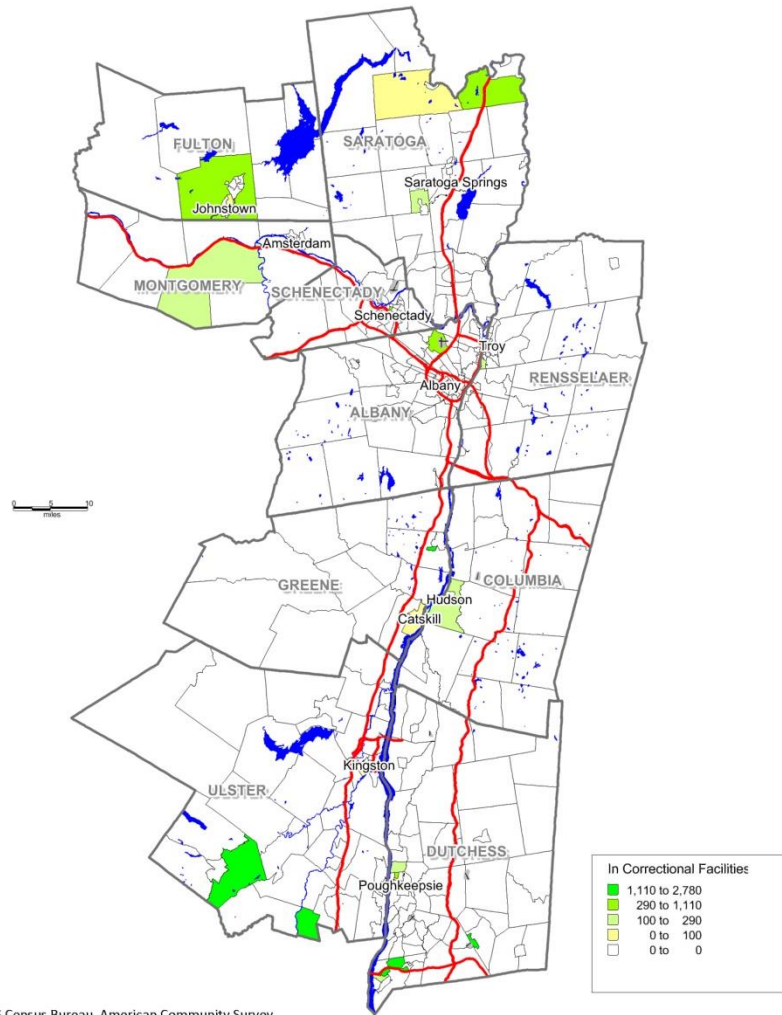 FULTON
SARATOGA
Saratoga Springs
Johnstown
Amsterdam
MONTGOMERY
SCHENECTADY
Schenectady
Troy
RENSSELAER
Albany
ALBANY
0 5 10
miles
GREENE
COLUMBIA
Hudson
Catskill
Kingston
ULSTER
DUTCHESS
Poughkeepsie
In Correctional Facilities
1,110 to 2,780
290 to 1,110
100 to 290
0 to 100
0 to 0
Census Bureau, American Community Survey